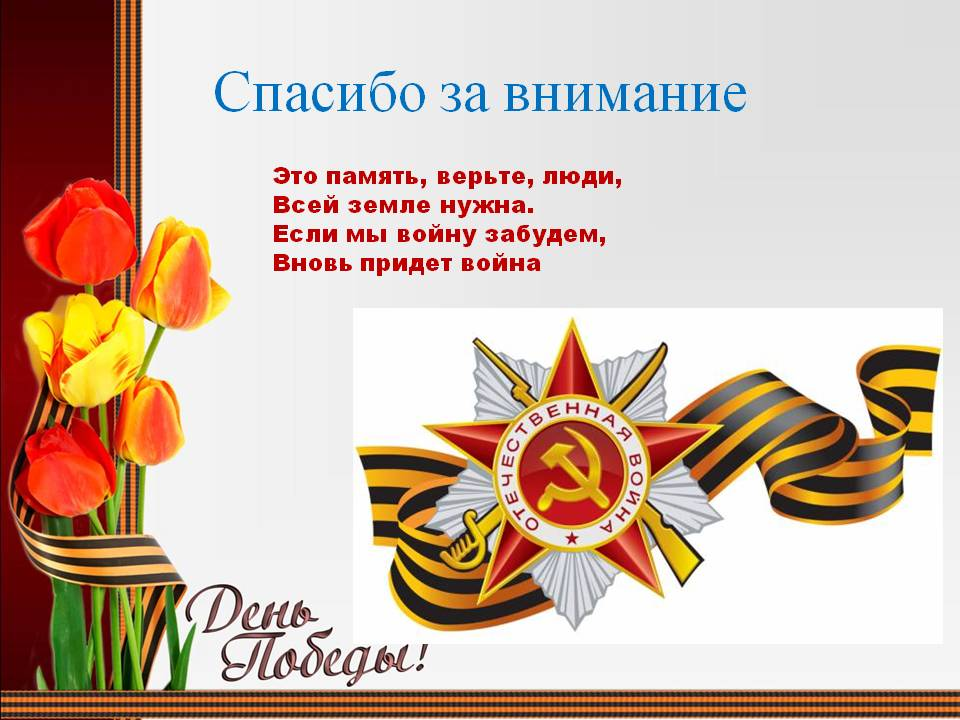 Спасибо за внимание
Это память, верьте, люди,
Всей земле нужна.
Если мы войну забудем,
Вновь придет война
ОТЕЧЕСТВЕННАЯ ВОЙНА
День
Победы!